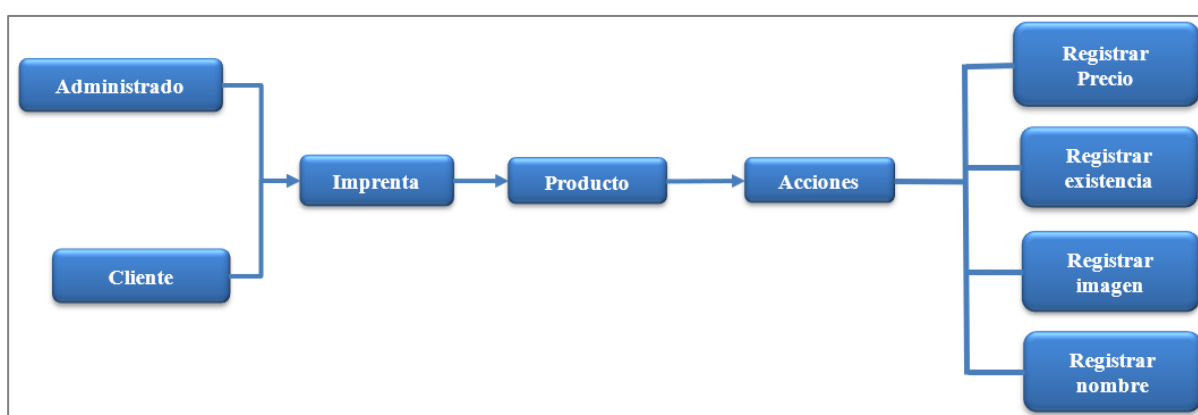 Administrado
Cliente
Imprenta
Producto
Acciones
Registrar
Precio
Registrar
existencia
Registrar
imagen
Registrar
nombre